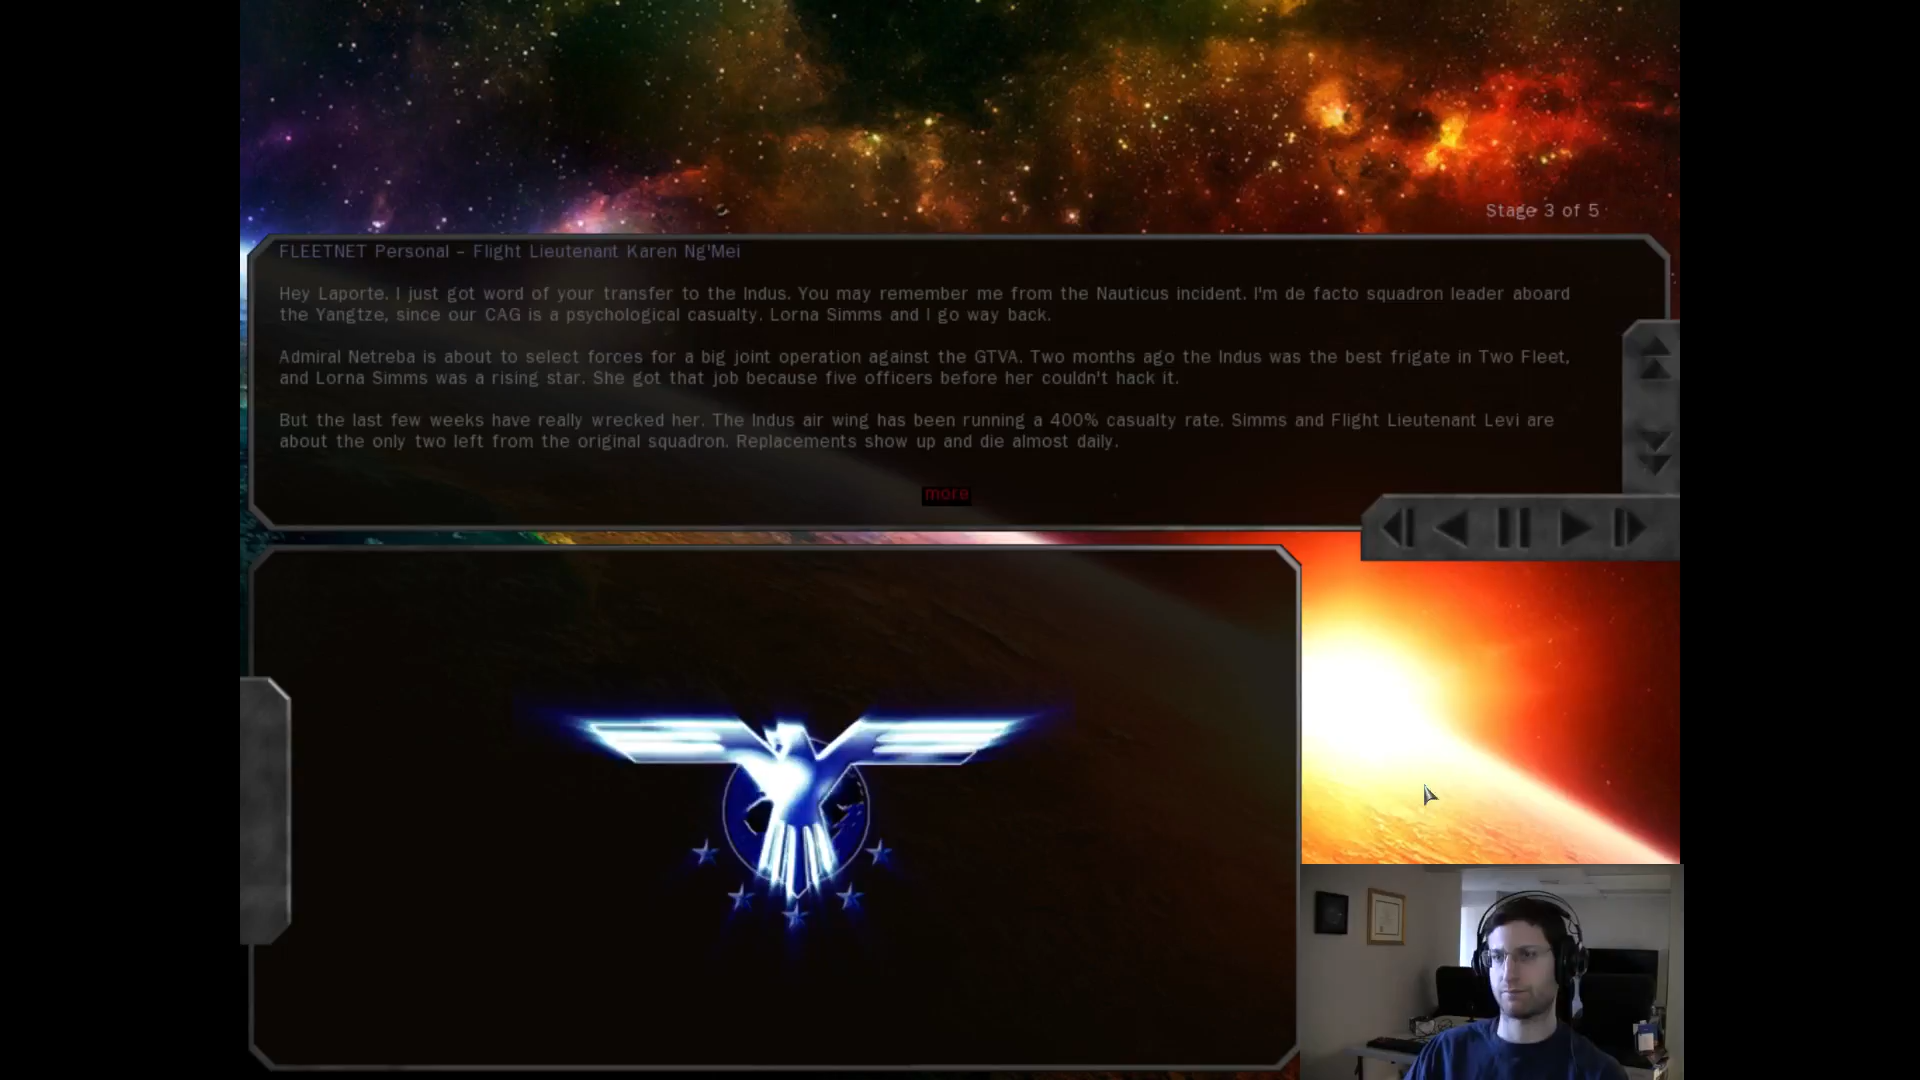 Stage 3 of 5
FLEETNET Personal – Flight Lieutenant Karen Ng'Mei
Hey Laporte. I just got word of your transfer to the Indus. You may remember me from the Nauticus incident. I'm de facto squadron leader aboard
the Yangtze, since our CAG is a psychological casualty. Lorna Simms and I go way back.
Admiral Netreba is about to select forces for a big joint operation against the GTVA. Two months ago the Indus was the best frigate in Two Fleet,
and Lorna Simms was a rising star. She got that job because five officers before her couldn't hack it.
But the last few weeks have really wrecked her. The Indus air wing has been running a 400% casualty rate. Simms and Flight Lieutenant Levi are
about the only two left from the original squadron. Replacements show up and die almost daily.
more